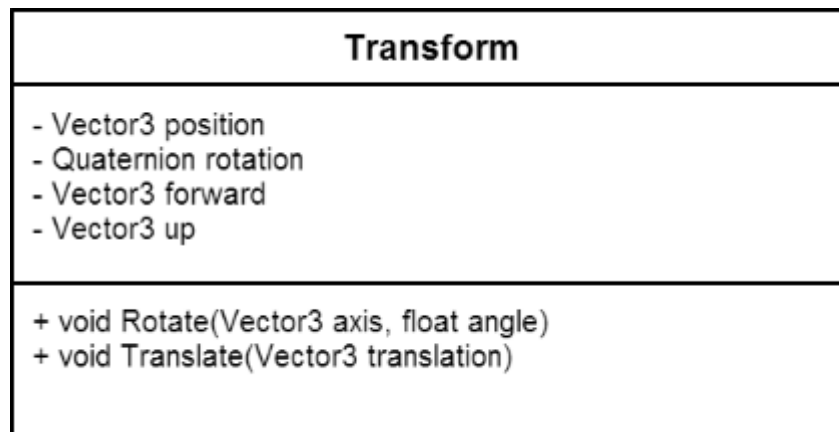 Transform
- Vector3 position
- Quaternion rotation
- Vector3 forward
- Vector3 up
+ void Rotate(Vector3 axis, float angle)
+ void Translate(Vector3 translation)